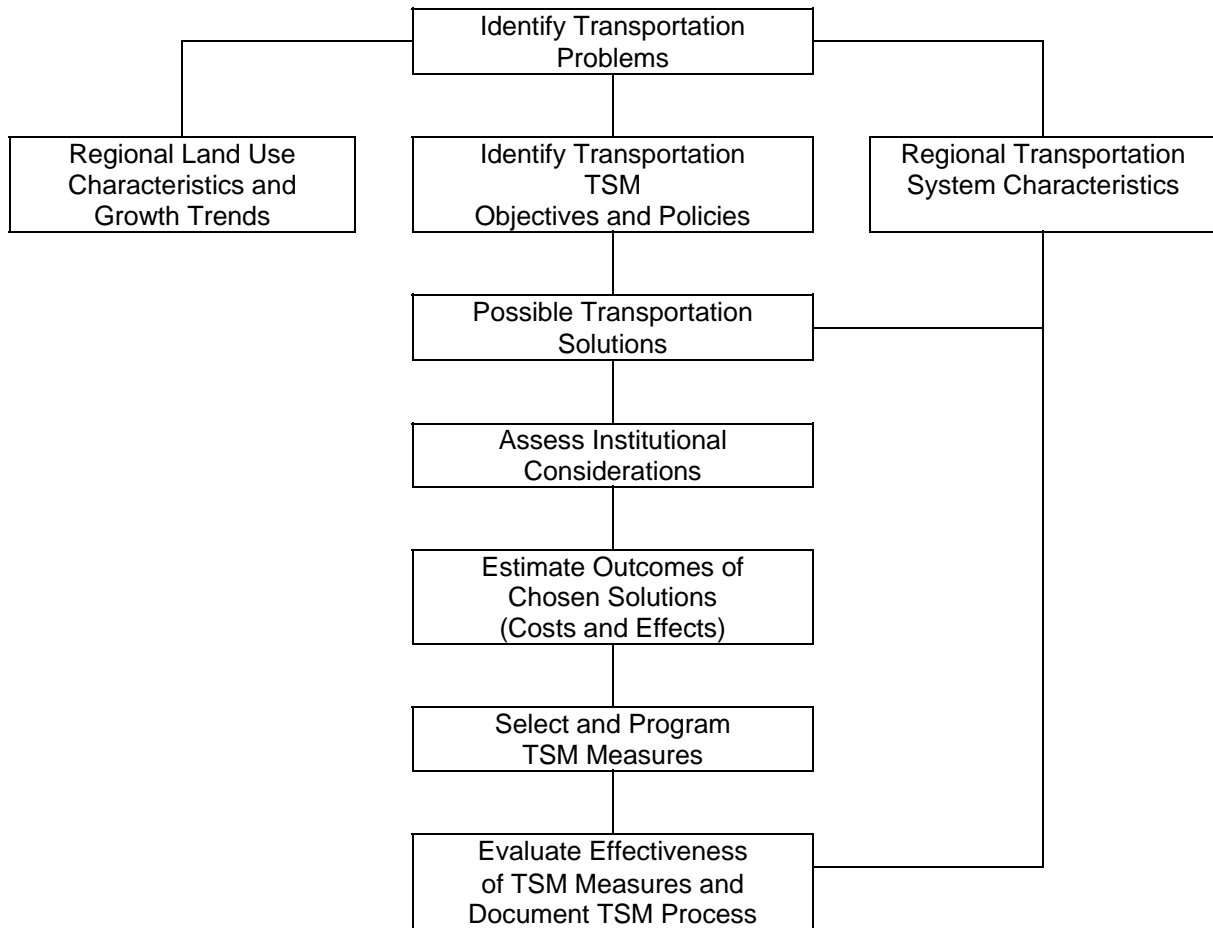 Identify Transportation
Problems
Regional Land Use
Characteristics and
Growth Trends
Identify Transportation
TSM
Objectives and Policies
Regional Transportation
System Characteristics
Possible Transportation
Solutions
Assess Institutional
Considerations
Estimate Outcomes of
Chosen Solutions
(Costs and Effects)
Select and Program
TSM Measures
Evaluate Effectiveness
of TSM Measures and
Document TSM Process